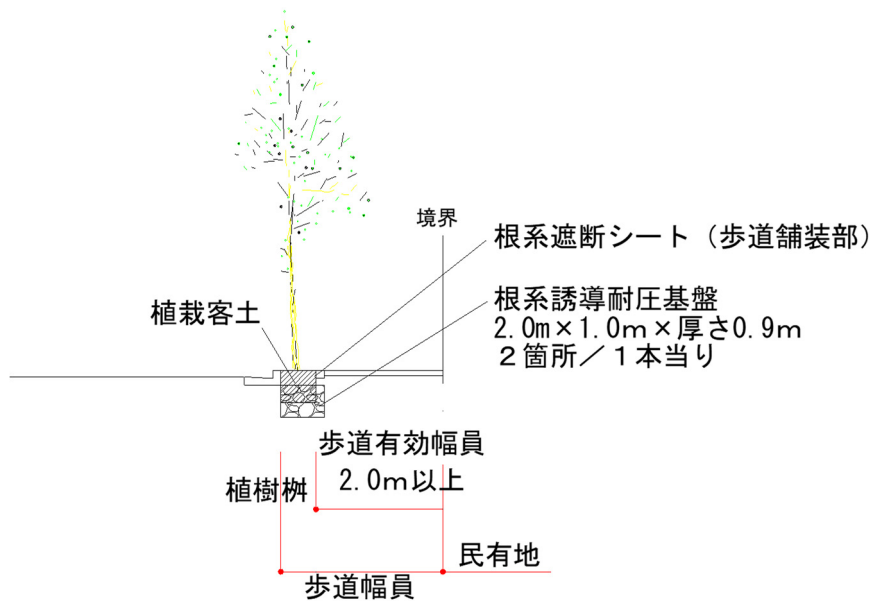 境界
根系遮断シート（歩道舗装部）
植栽客土
根系誘導耐圧基盤
2.0m×1.0ｍ×厚さ0.9ｍ
２箇所／１本当り
歩道有効幅員
2.0ｍ以上
植樹桝
民有地
歩道幅員